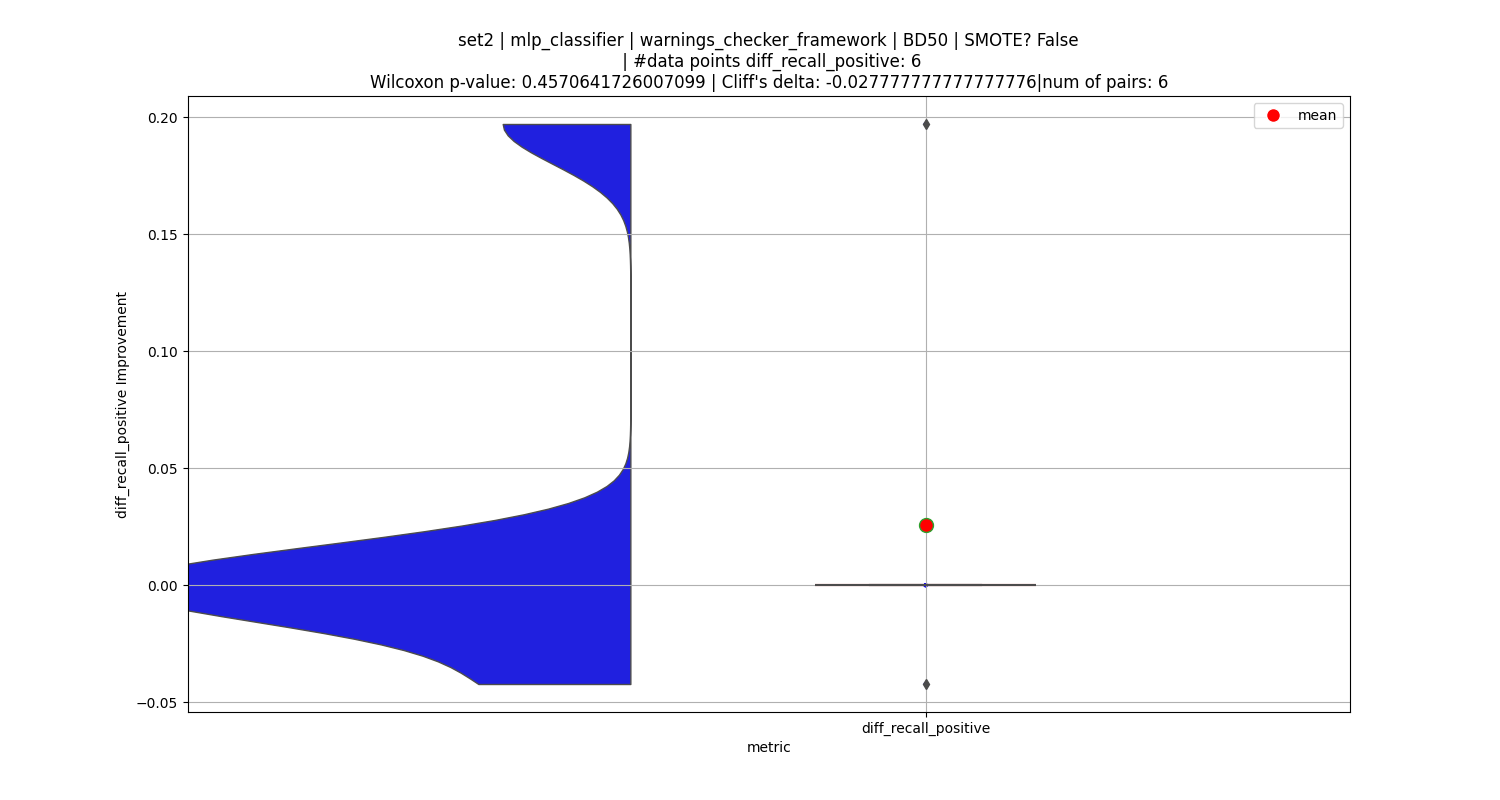 set2 | mlp_classifier | warnings_checker_framework | BD50 | SMOTE? False
| #data points diff_recall_positive: 6
Wilcoxon p-value: 0.4570641726007099 | Cliff's delta: -0.027777777777777776|num of pairs: 6
mean
0.20
0.15
0.10
0.05
0.00
−0.05
diff_recall_positive Improvement
diff_recall_positive
metric